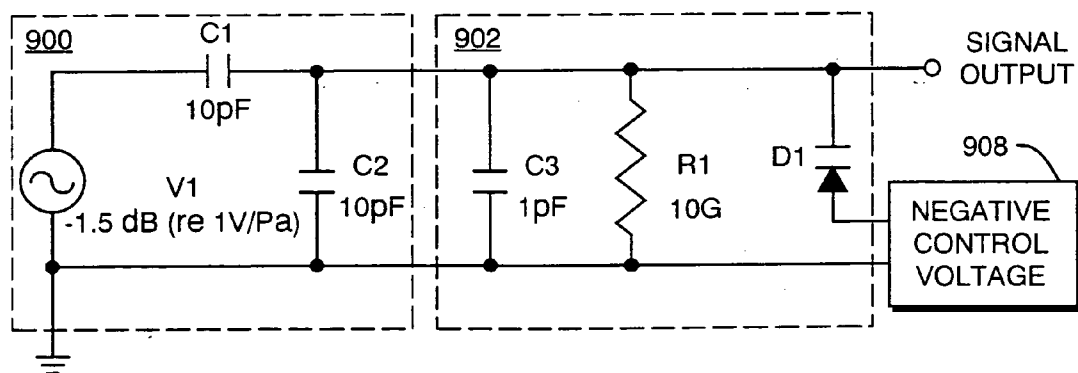 900
C1
10pF
V1
-1.5 dB (re 1V/Pa)
C2
10pF
902
C3
1pF
R1
10G
D1
SIGNAL
OUTPUT
908
NEGATIVE
CONTROL
VOLTAGE